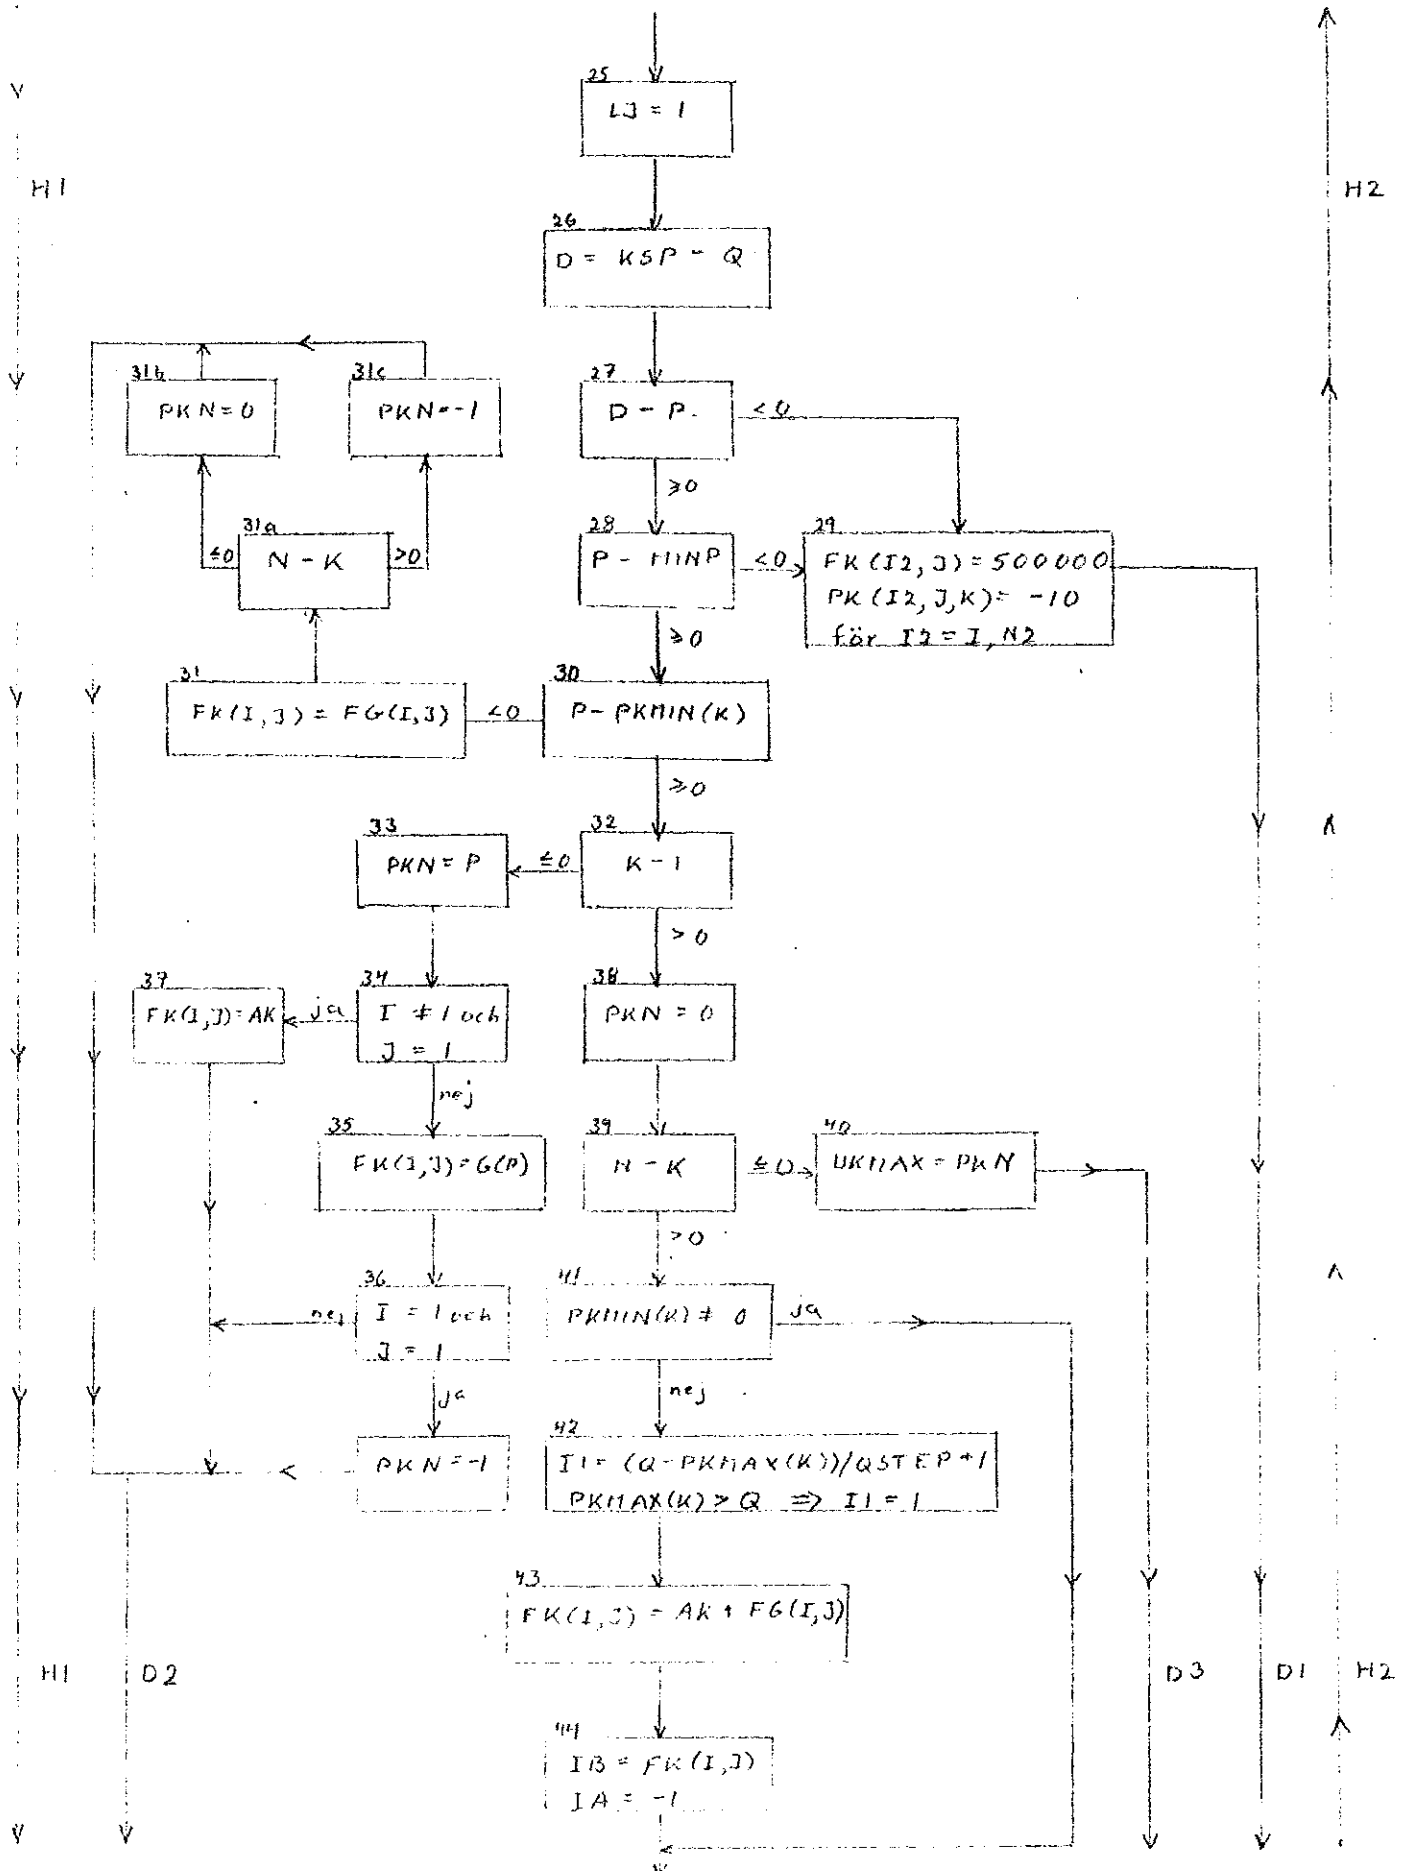 25
LJ = 1
H1
H2
26
D = KSP - Q
31b
PKN = 0
31c
PKN = -1
27
D - P
<0
≥0
31a
N - K
≤0
>0
28
P - MINP
<0
29
FK(I2,J) = 500000
PK(I2,J,K) = -10
för I2 = I, N2
≥0
31
FK(I,J) = FG(I,J)
<0
30
P - PKMIN(K)
≥0
33
PKN = P
≤0
32
K - 1
>0
37
FK(I,J) = AK
ja
34
I ≠ 1 och
J = 1
38
PKN = 0
nej
35
FK(I,J) = G(P)
39
N - K
≤0
40
UKMAX = PKN
>0
36
I = 1 och
J = 1
nej
41
PKMIN(K) ≠ 0
ja
ja
nej
PKN = -1
42
I1 = (Q-PKMAX(K))/QSTEP+1
PKMAX(K) > Q ⇒ I1 = 1
43
FK(I,J) = AK + FG(I,J)
H1
D2
D3
D1
H2
44
IB = FK(I,J)
IA = -1